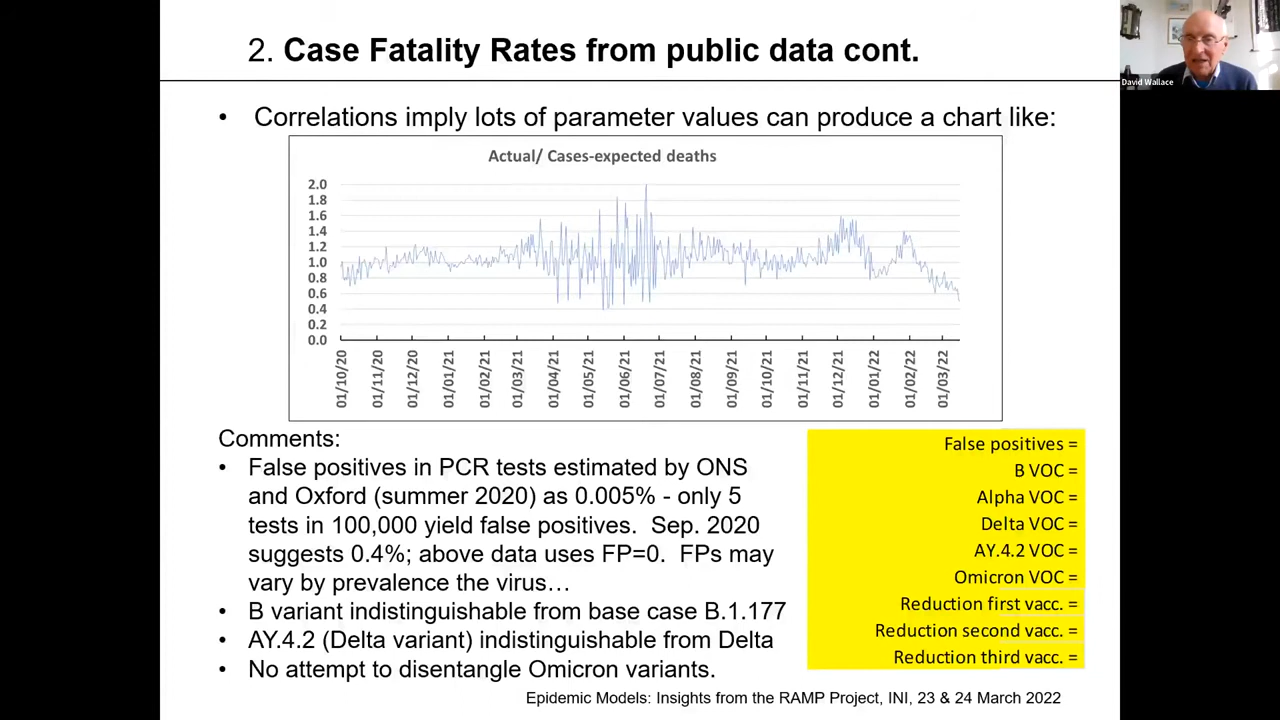 2. Case Fatality Rates from public data cont.
David Wallace
• Correlations imply lots of parameter values can produce a chart like:
Actual/ Cases-expected deaths
2.0
1.8
1.6
1.4
1.2
1.0
0.8
0.6
0.4
0.2
0.0
01/10/20
01/11/20
01/12/20
01/01/21
01/02/21
01/03/21
01/04/21
01/05/21
01/06/21
01/07/21
01/08/21
01/09/21
01/10/21
01/11/21
01/12/21
01/01/22
01/02/22
01/03/22
Comments:
• False positives in PCR tests estimated by ONS
and Oxford (summer 2020) as 0.005% - only 5
tests in 100,000 yield false positives. Sep. 2020
suggests 0.4%; above data uses FP=0. FPs may
vary by prevalence the virus…
• B variant indistinguishable from base case B.1.177
• AY.4.2 (Delta variant) indistinguishable from Delta
• No attempt to disentangle Omicron variants.
False positives =
B VOC =
Alpha VOC =
Delta VOC =
AY.4.2 VOC =
Omicron VOC =
Reduction first vacc. =
Reduction second vacc. =
Reduction third vacc. =
Epidemic Models: Insights from the RAMP Project, INI, 23 & 24 March 2022